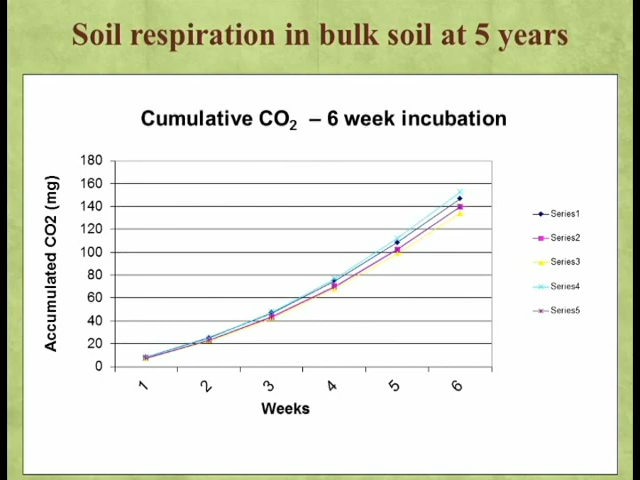 Soil respiration in bulk soil at 5 years
Cumulative CO2 – 6 week incubation
Accumulated CO2 (mg)
180
160
140
120
100
80
60
40
20
0
1 2 3 4 5 6
Weeks
Series1
Series2
Series3
Series4
Series5